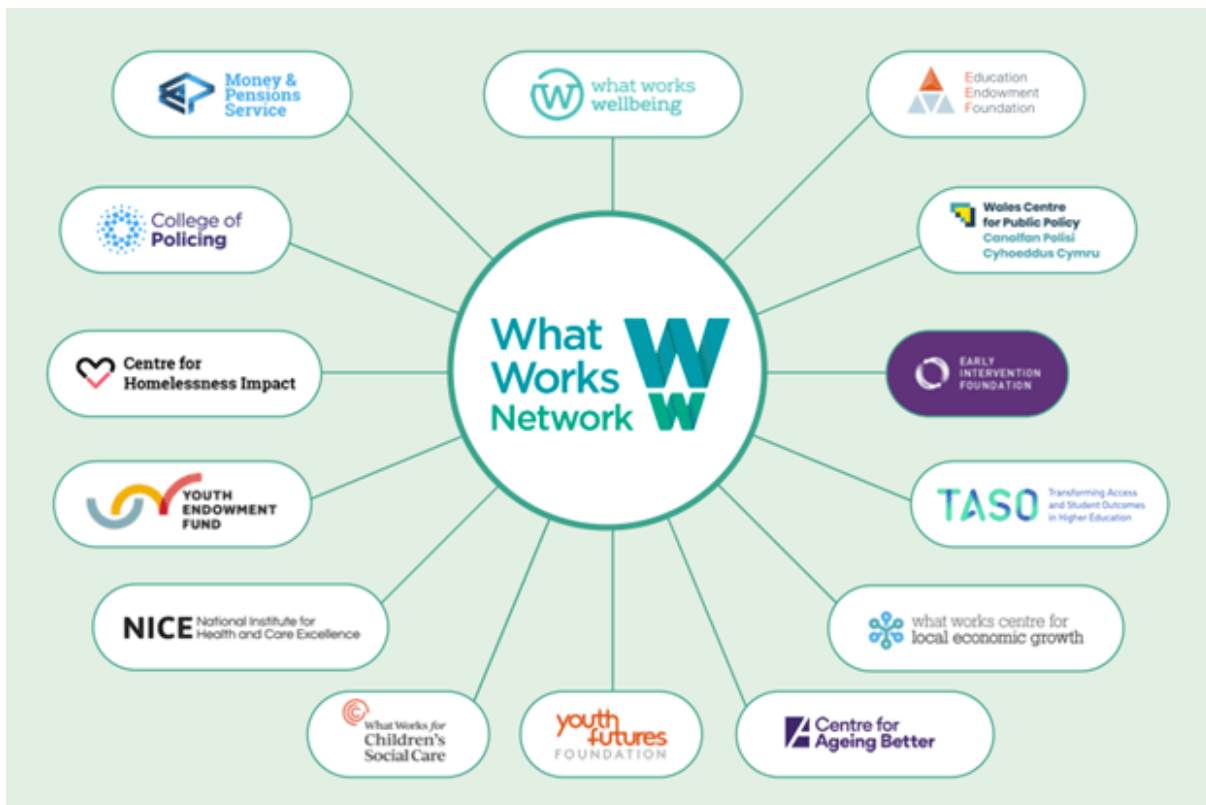 Money &
Pensions
Service
what works
wellbeing
Education
Endowment
Foundation
College of
Policing
Wales Centre
for Public Policy
Canolfan Polisi
Cyhoeddus Cymru
What
Works
Network
W
W
Centre for
Homelessness Impact
EARLY
INTERVENTION
FOUNDATION
YOUTH
ENDOWMENT
FUND
TASO
Transforming Access
and Student Outcomes
in Higher Education
NICE
National Institute for
Health and Care Excellence
what works centre for
local economic growth
What Works for
Children's
Social Care
youth
futures
FOUNDATION
Centre for
Ageing Better